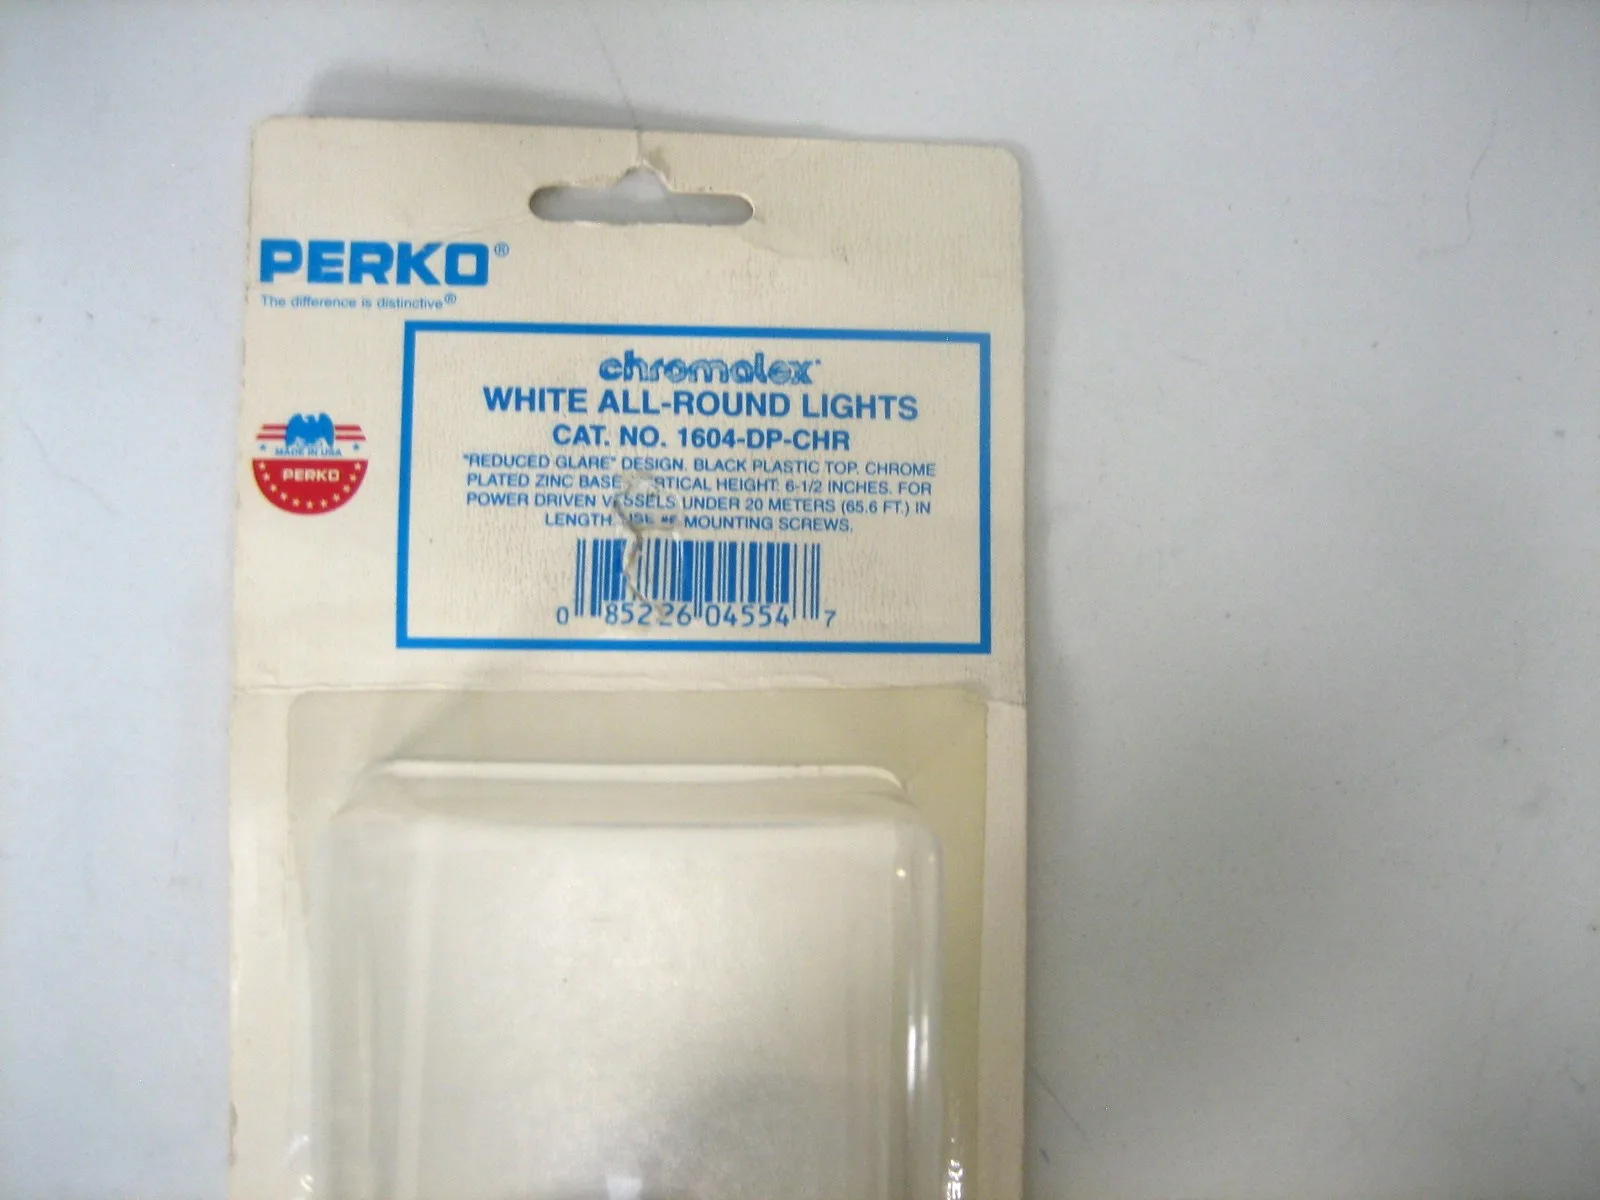 PERKO®
The difference is distinctive®
chromalex
WHITE ALL-ROUND LIGHTS
CAT. NO. 1604-DP-CHR
"REDUCED GLARE" DESIGN. BLACK PLASTIC TOP. CHROME
PLATED ZINC BASE. VERTICAL HEIGHT: 6-1/2 INCHES. FOR
POWER DRIVEN VESSELS UNDER 20 METERS (65.6 FT.) IN
LENGTH. USE MOUNTING SCREWS.
0 85226 04554 7
MADE IN USA
PERKO